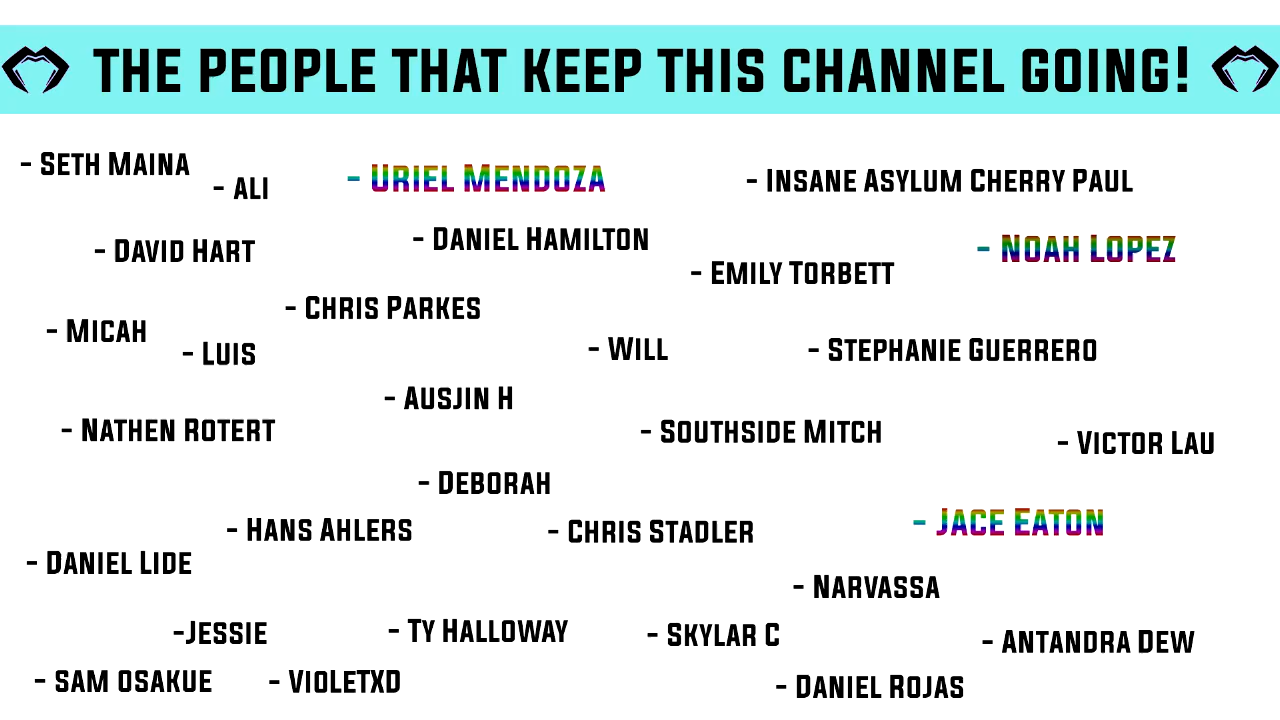 THE PEOPLE THAT KEEP THIS CHANNEL GOING!
- SETH MAINA
- ALI
- URIEL MENDOZA
- INSANE ASYLUM CHERRY PAUL
- DAVID HART
- DANIEL HAMILTON
- EMILY TORBETT
- NOAH LOPEZ
- CHRIS PARKES
- MICAH
- LUIS
- WILL
- STEPHANIE GUERRERO
- AUSJIN H
- NATHEN ROTERT
- SOUTHSIDE MITCH
- VICTOR LAU
- DEBORAH
- HANS AHLERS
- CHRIS STADLER
- JACE EATON
- DANIEL LIDE
- NARVASSA
-JESSIE
- TY HALLOWAY
- SKYLAR C
- ANTANDRA DEW
- SAM OSAKUE
- VIOLETXD
- DANIEL ROJAS